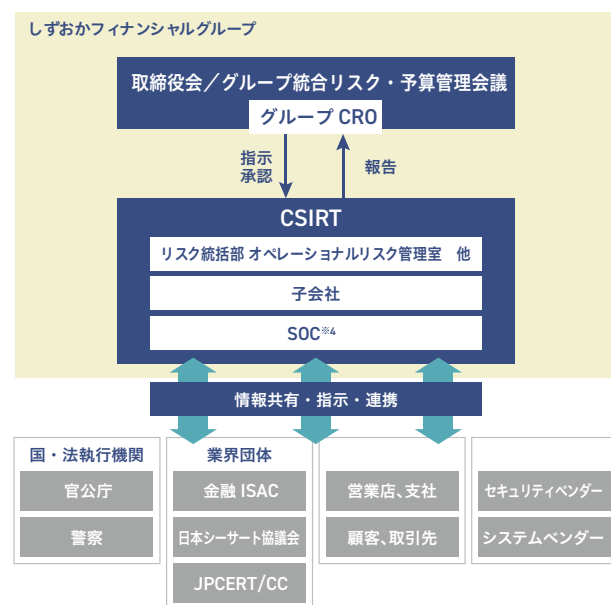 しずおかフィナンシャルグループ
取締役会／グループ統合リスク・予算管理会議
グループ CRO
指示
承認
報告
CSIRT
リスク統括部 オペレーショナルリスク管理室　他
子会社
SOC※4
情報共有・指示・連携
国・法執行機関
官公庁
警察
業界団体
金融 ISAC
日本シーサート協議会
JPCERT/CC
営業店、支社
顧客、取引先
セキュリティベンダー
システムベンダー